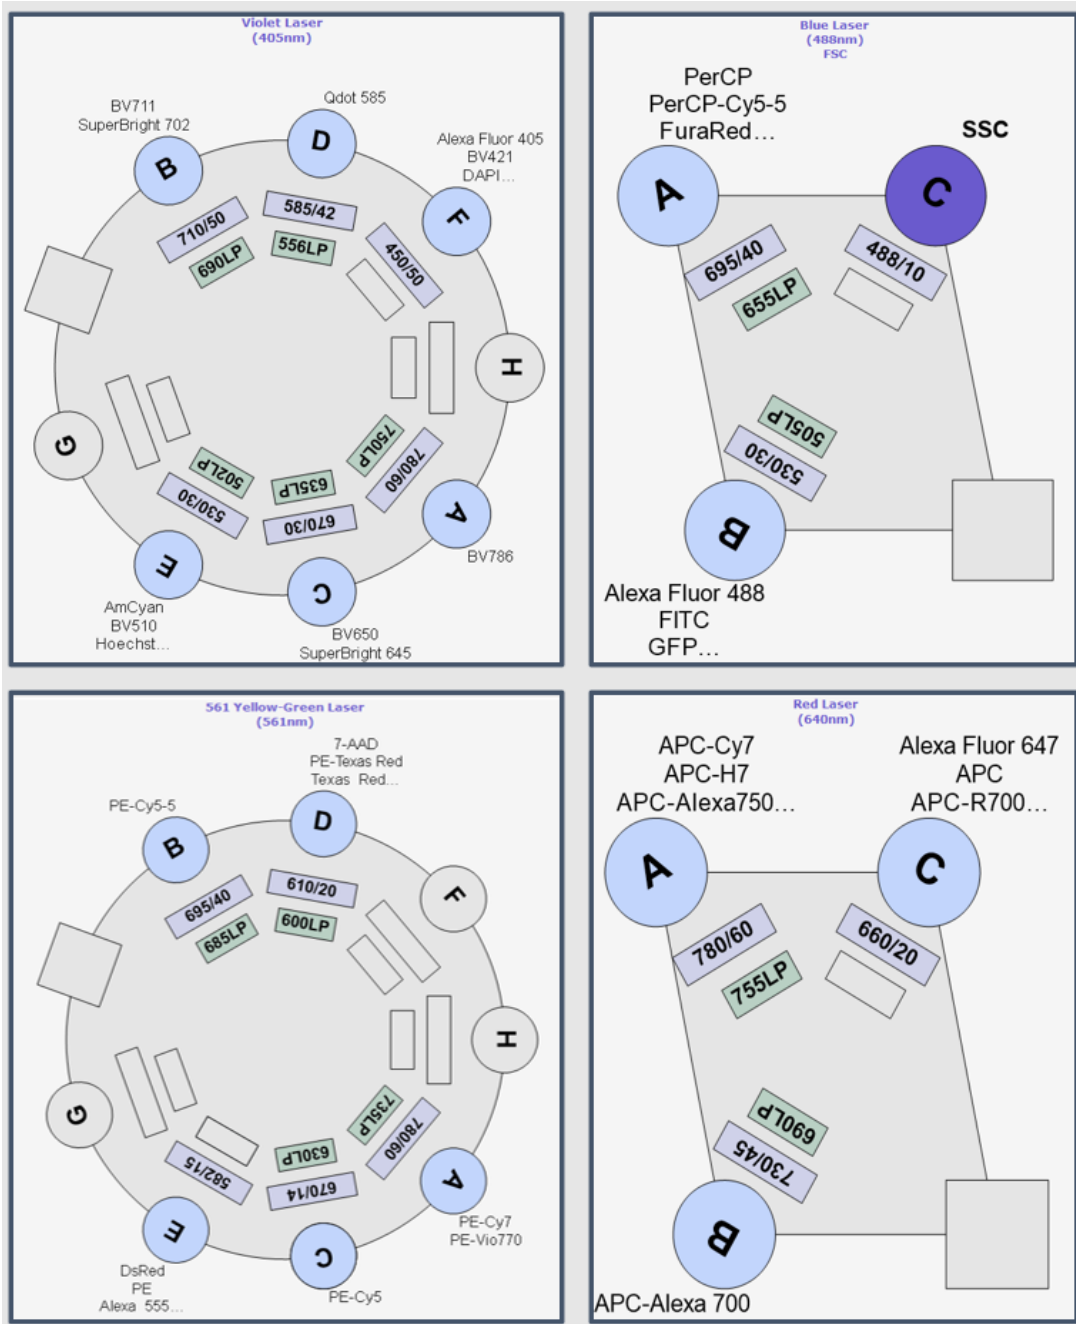 Violet Laser
(405nm)
Qdot 585
D
BV711
SuperBright 702
B
Alexa Fluor 405
BV421
DAPI...
F
710/50
690LP
585/42
556LP
450/50
H
G
502LP
530/30
635LP
670/30
750LP
780/60
E
AmCyan
BV510
Hoechst...
C
BV650
SuperBright 645
A
BV786
Blue Laser
(488nm)
FSC
PerCP
PerCP-Cy5-5
FuraRed...
A
SSC
C
695/40
655LP
488/10
505LP
530/30
B
Alexa Fluor 488
FITC
GFP...
561 Yellow-Green Laser
(561nm)
7-AAD
PE-Texas Red
Texas Red...
D
PE-Cy5-5
B
F
695/40
685LP
610/20
600LP
H
G
582/15
630LP
670/14
735LP
780/60
E
DsRed
PE
Alexa 555...
C
PE-Cy5
A
PE-Cy7
PE-Vio770
Red Laser
(640nm)
APC-Cy7
APC-H7
APC-Alexa750...
A
Alexa Fluor 647
APC
APC-R700...
C
780/60
755LP
660/20
690LP
730/45
B
APC-Alexa 700